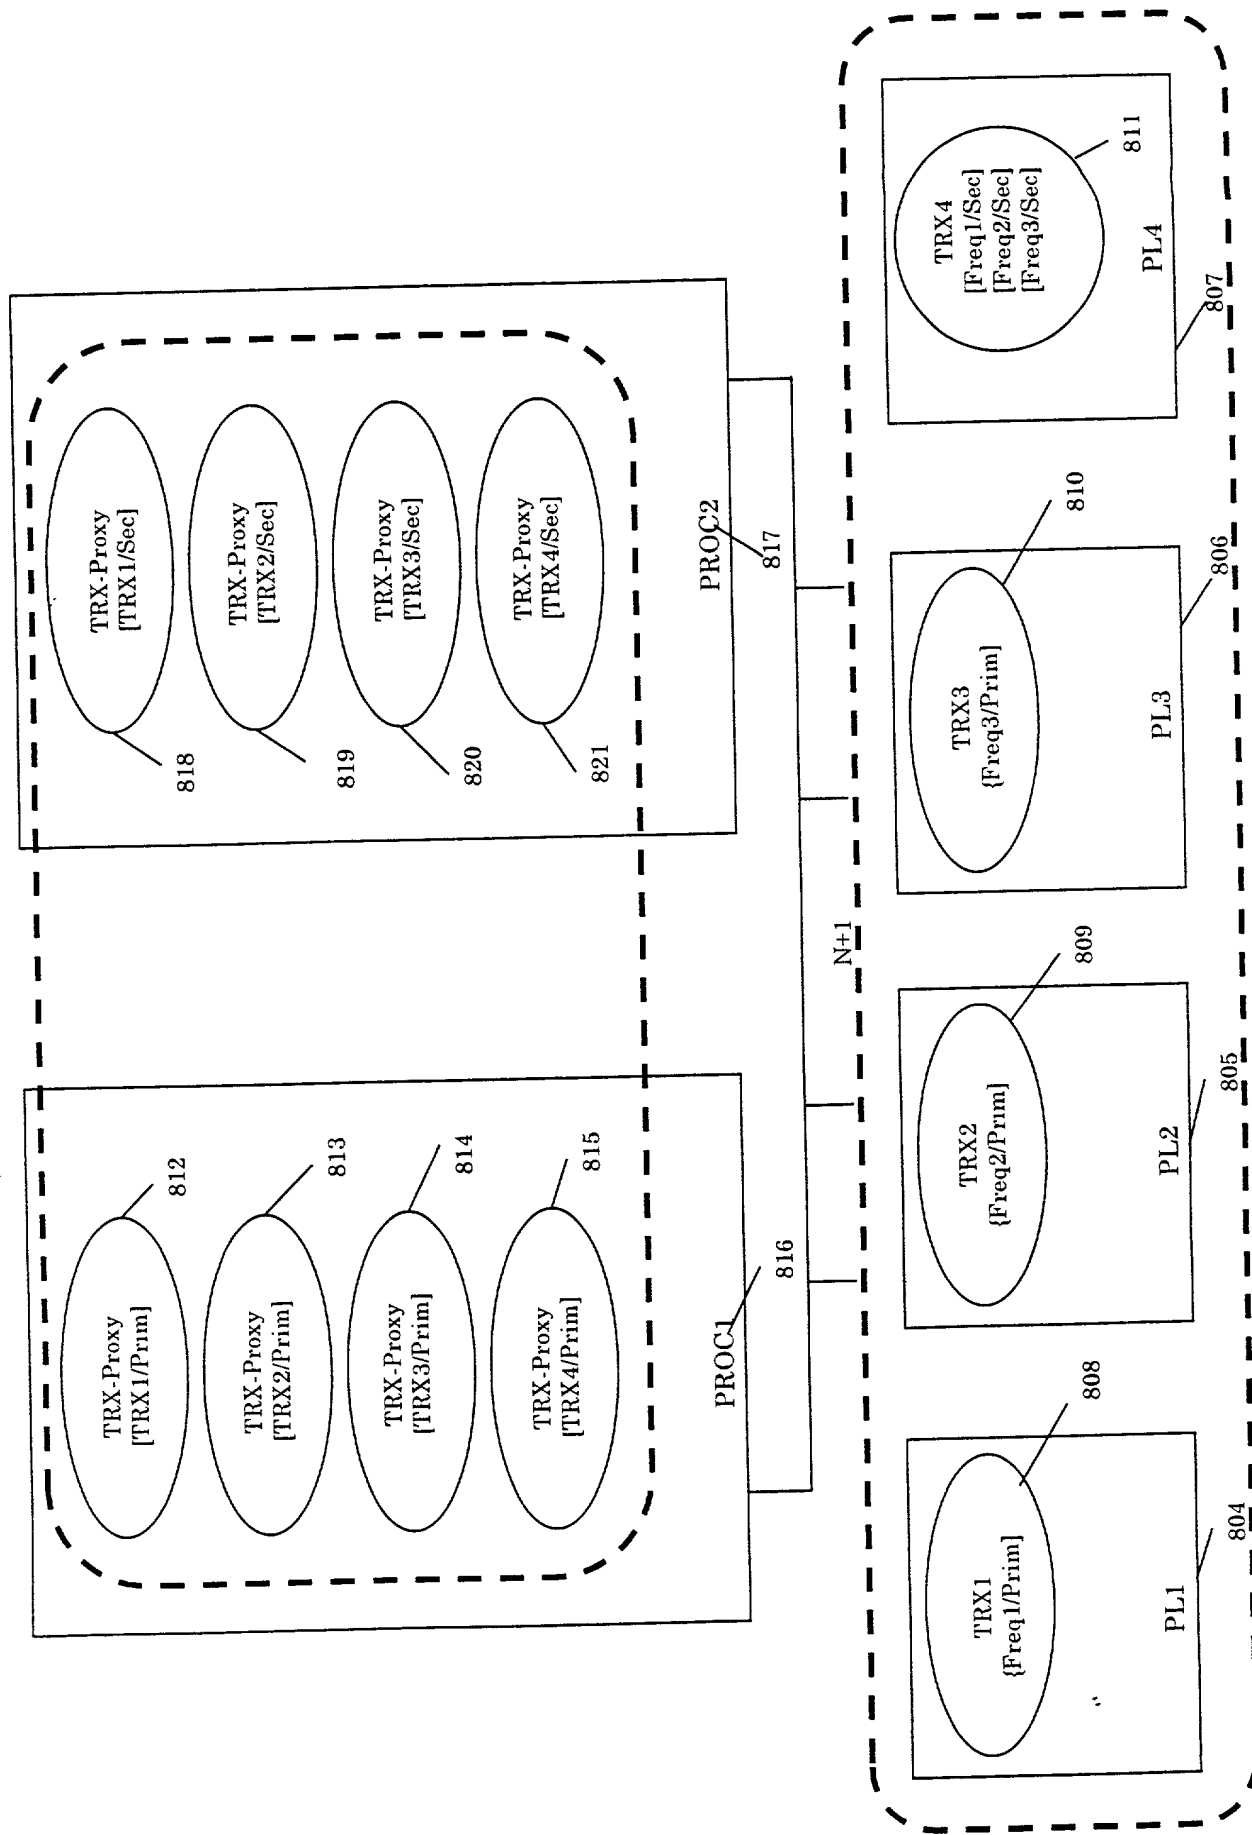 TRX-Proxy
[TRX1/Prim]
812
TRX-Proxy
[TRX2/Prim]
813
TRX-Proxy
[TRX3/Prim]
814
TRX-Proxy
[TRX4/Prim]
815
PROC1
816
TRX-Proxy
[TRX1/Sec]
818
TRX-Proxy
[TRX2/Sec]
819
TRX-Proxy
[TRX3/Sec]
820
TRX-Proxy
[TRX4/Sec]
821
PROC2
817
N+1
TRX1
{Freq1/Prim]
808
PL1
804
TRX2
{Freq2/Prim]
809
PL2
805
TRX3
{Freq3/Prim]
810
PL3
806
TRX4
[Freq1/Sec]
[Freq2/Sec]
[Freq3/Sec]
811
PL4
807